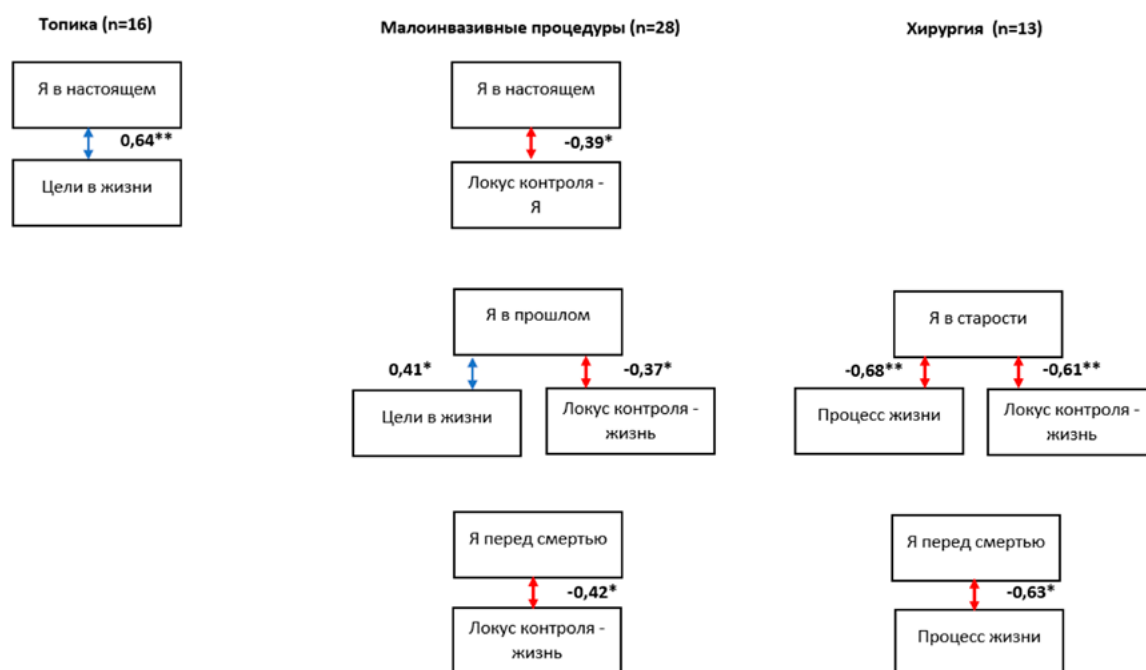 Топика (n=16)
Малоинвазивные процедуры (n=28)
Хирургия (n=13)
Я в настоящем
0,64**
Цели в жизни
Я в настоящем
-0,39*
Локус контроля -
Я
Я в прошлом
0,41*
-0,37*
Цели в жизни
Локус контроля -
жизнь
Я в старости
-0,68**
-0,61**
Процесс жизни
Локус контроля -
жизнь
Я перед смертью
-0,42*
Локус контроля -
жизнь
Я перед смертью
-0,63*
Процесс жизни